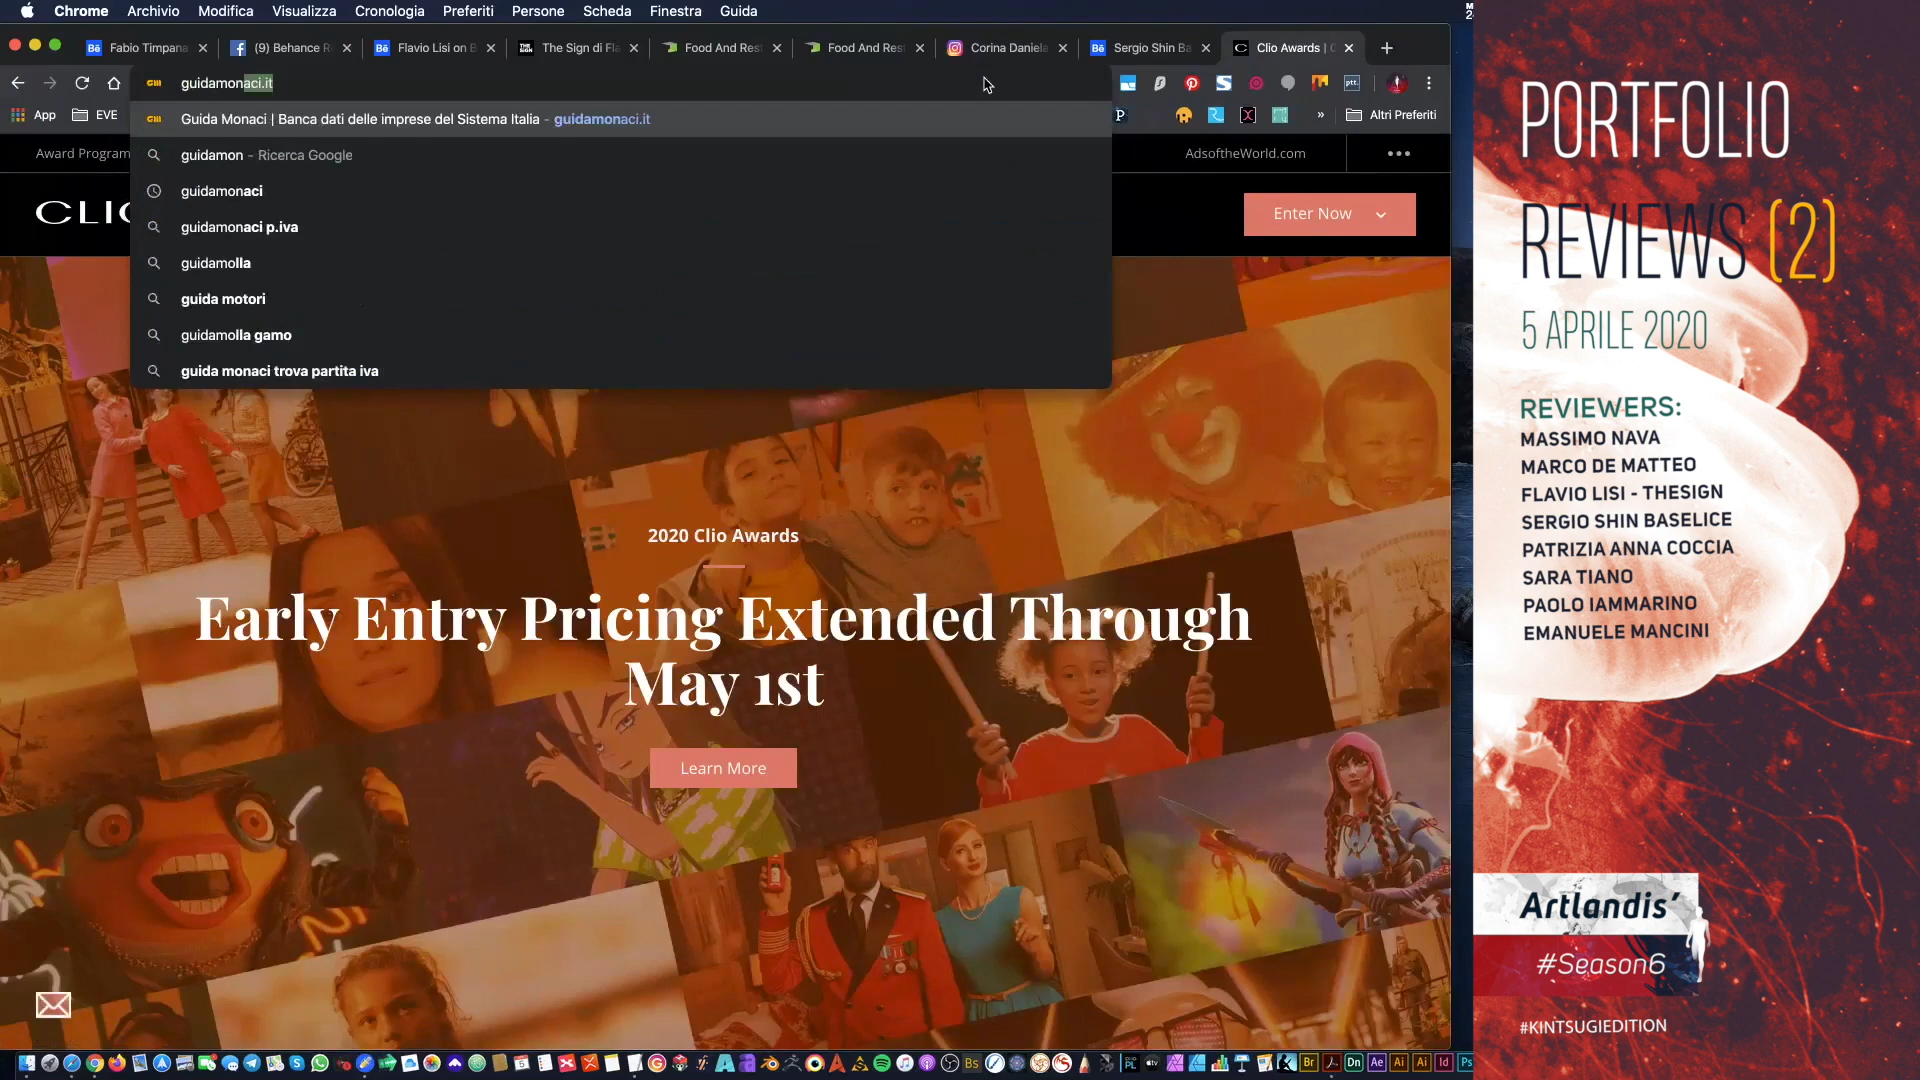 Chrome Archivio Modifica Visualizza Cronologia Preferiti Persone Scheda Finestra Guida
Fabio Timpana (9) Behance R Flavio Lisi on B The Sign di Fla Food And Res Food And Res Corina Daniela Sergio Shin Ba Clio Awards | C
guidamonaci.it
App EVE Altri Preferiti
Guida Monaci | Banca dati delle imprese del Sistema Italia - guidamonaci.it
guidamon - Ricerca Google
guidamonaci
guidamonaci p.iva
guidamolla
guida motori
guidamolla gamo
guida monaci trova partita iva
Award Program AdsoftheWorld.com
CLIO
Enter Now
2020 Clio Awards
Early Entry Pricing Extended Through
May 1st
Learn More
PORTFOLIO
REVIEWS (2)
5 APRILE 2020
REVIEWERS:
MASSIMO NAVA
MARCO DE MATTEO
FLAVIO LISI - THESIGN
SERGIO SHIN BASELICE
PATRIZIA ANNA COCCIA
SARA TIANO
PAOLO IAMMARINO
EMANUELE MANCINI
Artlandis'
#Season6
#KINTSUGIEDITION